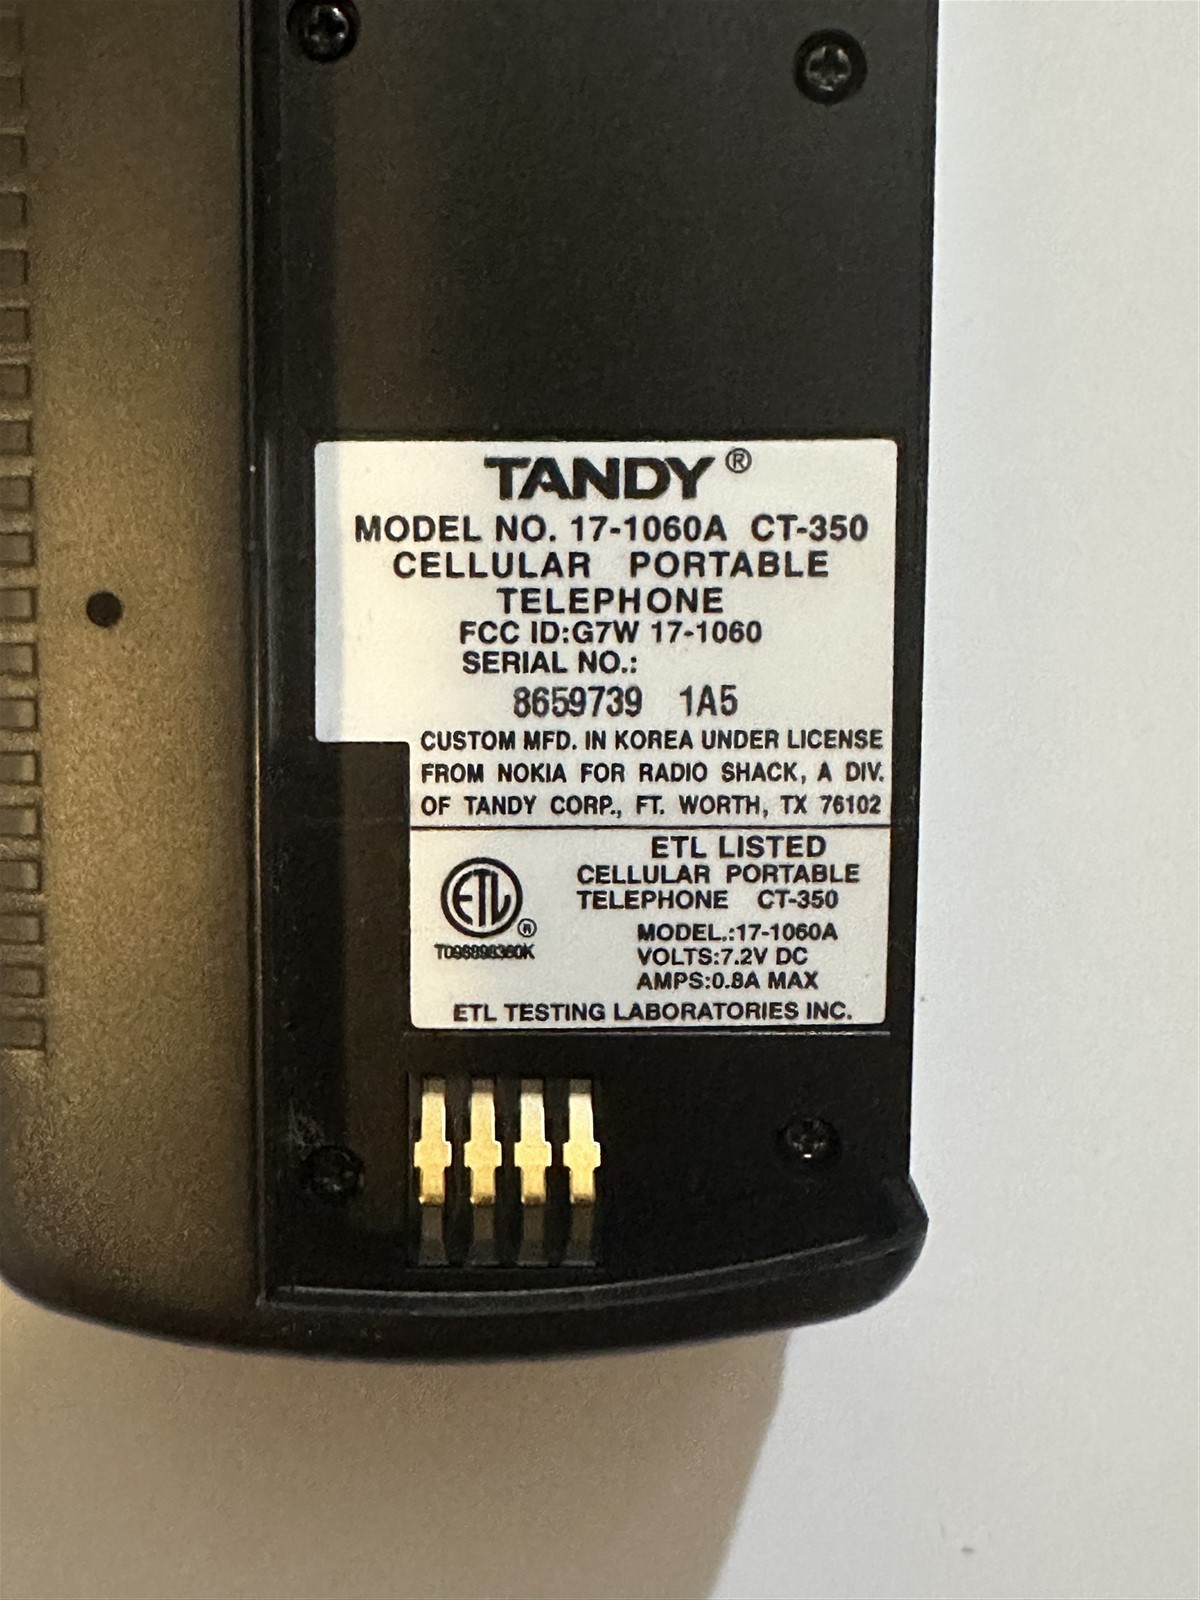 TANDY®
MODEL NO. 17-1060A CT-350
CELLULAR PORTABLE
TELEPHONE
FCC ID:G7W 17-1060
SERIAL NO.:
8659739 1A5
CUSTOM MFD. IN KOREA UNDER LICENSE
FROM NOKIA FOR RADIO SHACK, A DIV.
OF TANDY CORP., FT. WORTH, TX 76102
ETL LISTED
CELLULAR PORTABLE
TELEPHONE CT-350
ETL®
MODEL.:17-1060A
VOLTS:7.2V DC
AMPS:0.8A MAX
ETL TESTING LABORATORIES INC.